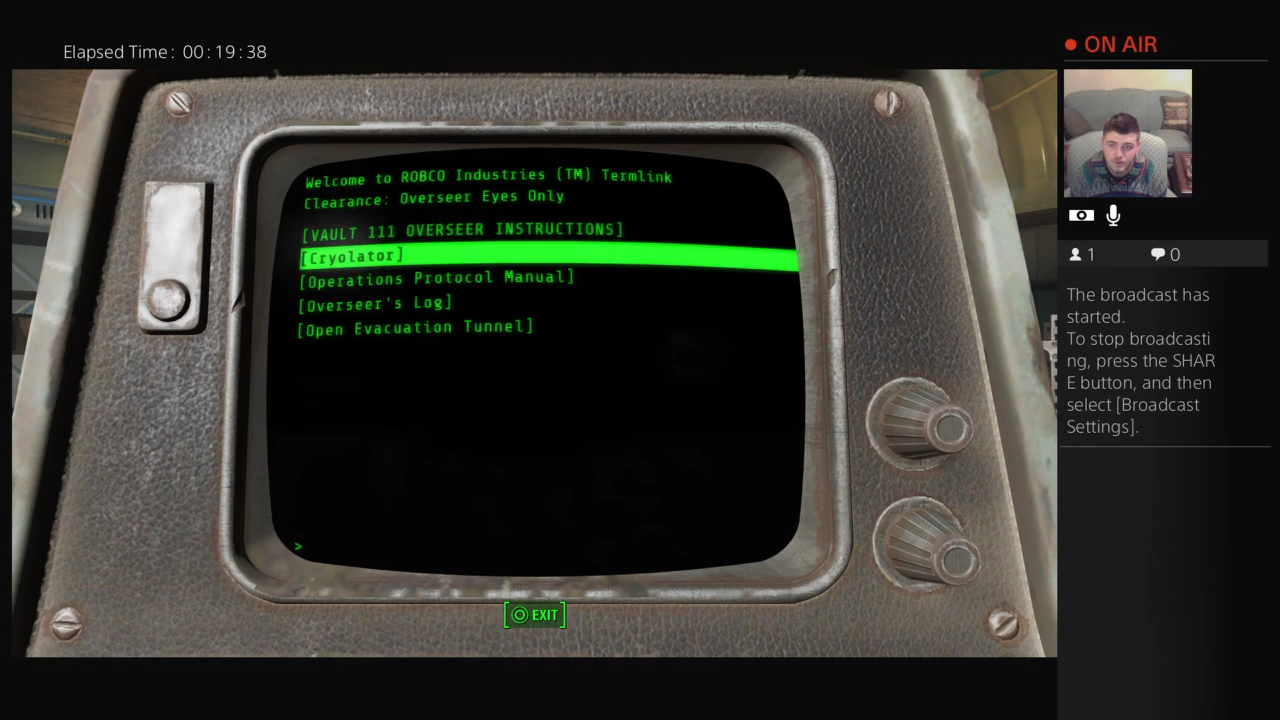 Elapsed Time: 00:19:38
ON AIR
Welcome to ROBCO Industries (TM) Termlink
Clearance: Overseer Eyes Only
[VAULT 111 OVERSEER INSTRUCTIONS]
[Cryolator]
[Operations Protocol Manual]
[Overseer's Log]
[Open Evacuation Tunnel]
>
EXIT
1
0
The broadcast has
started.
To stop broadcasti
ng, press the SHAR
E button, and then
select [Broadcast
Settings].